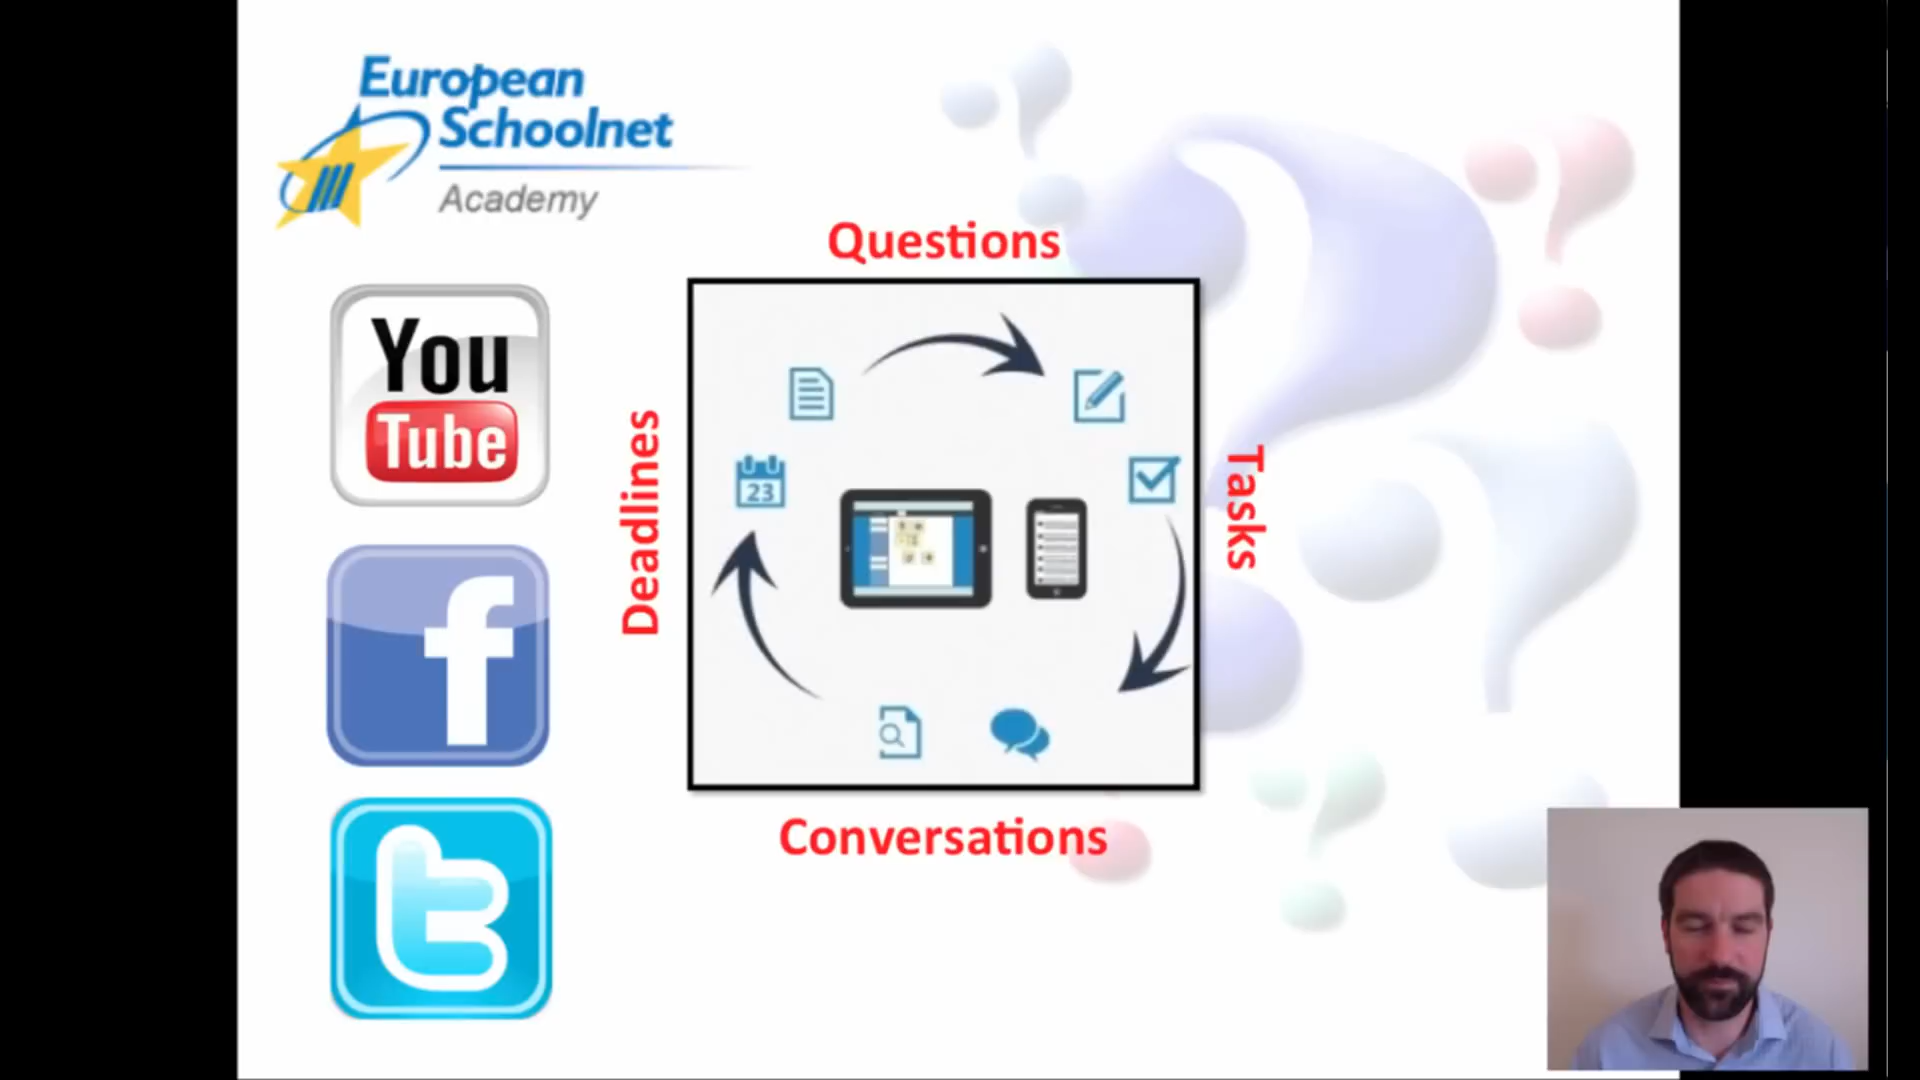 European
Schoolnet
Academy
Questions
You
Tube
Deadlines
23
Tasks
f
t
Conversations